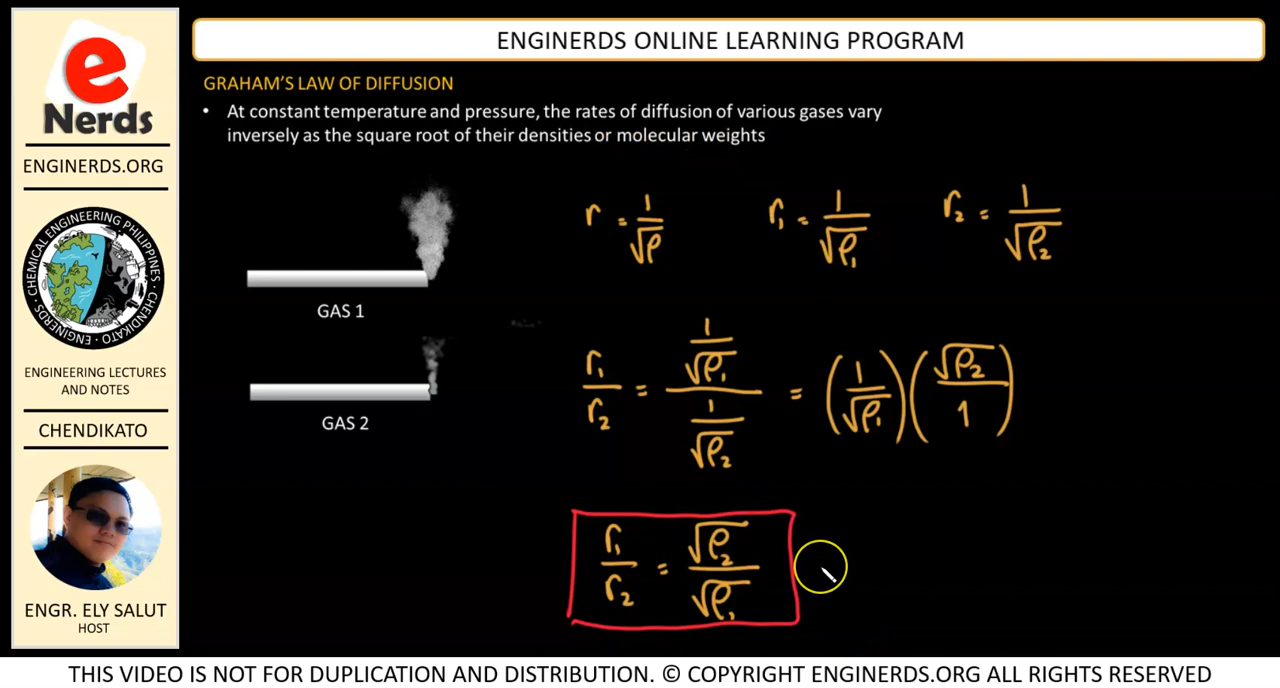 e
Nerds
ENGINERDS.ORG
CHEMICAL ENGINEERING PHILIPPINES
CHENDIKATO · ENGINERDS ·
ENGINEERING LECTURES
AND NOTES
CHENDIKATO
ENGR. ELY SALUT
HOST
ENGINERDS ONLINE LEARNING PROGRAM
GRAHAM'S LAW OF DIFFUSION
• At constant temperature and pressure, the rates of diffusion of various gases vary
inversely as the square root of their densities or molecular weights
GAS 1
GAS 2
r = 1/√ρ r₁ = 1/√ρ₁ r₂ = 1/√ρ₂
r₁/r₂ = (1/√ρ₁)/(1/√ρ₂) = (1/√ρ₁)(√ρ₂/1)
r₁/r₂ = √ρ₂/√ρ₁
THIS VIDEO IS NOT FOR DUPLICATION AND DISTRIBUTION. © COPYRIGHT ENGINERDS.ORG ALL RIGHTS RESERVED